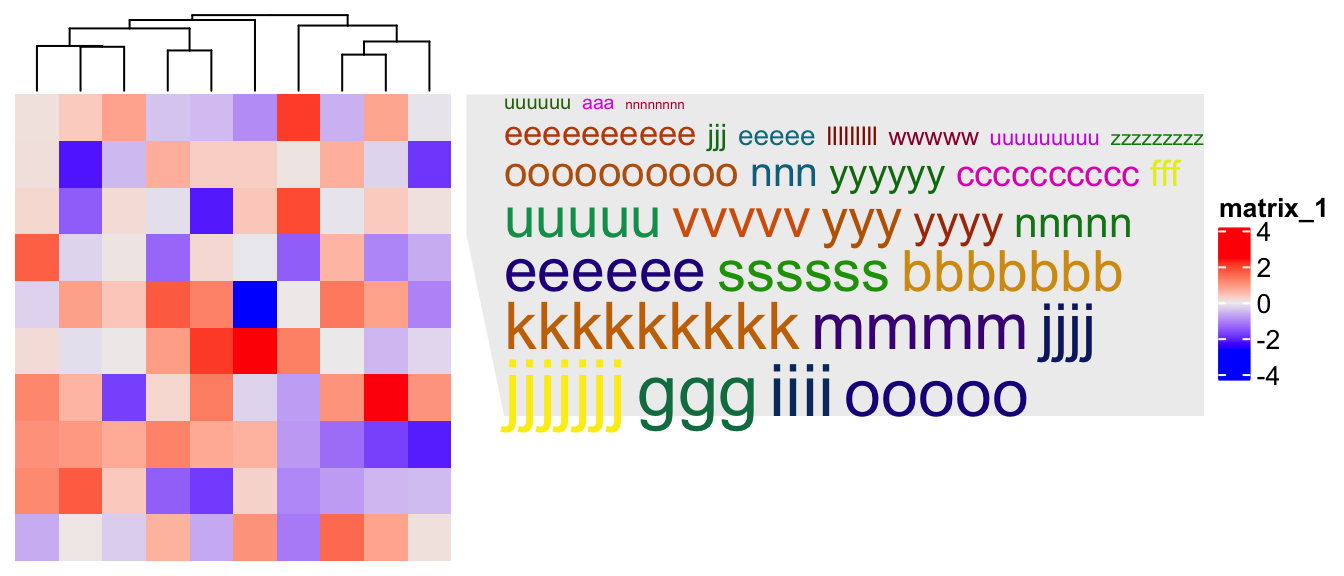 uuuuuu aaa nnnnnnnn
eeeeeeeeee jjj eeeee lllllllll wwwww uuuuuuuuu zzzzzzzzz
oooooooooo nnn yyyyyy cccccccccc fff
uuuuu vvvvv yyy yyyy nnnnn
eeeeee ssssss bbbbbbb
kkkkkkkkk mmmm jjjj
jjjjjjjj ggg iiii ooooo
matrix_1
4
2
0
-2
-4